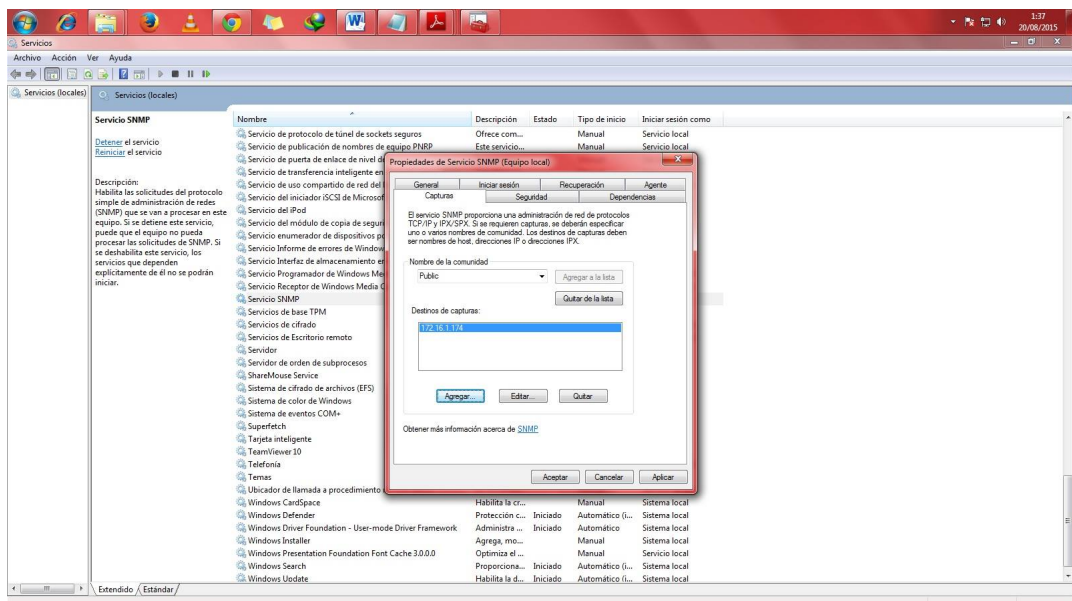 1:37
20/08/2015
Servicios
Archivo Acción Ver Ayuda
Servicios (locales)
Servicios (locales)
Servicio SNMP
Detener el servicio
Reiniciar el servicio
Descripción:
Habilita las solicitudes del protocolo
simple de administración de redes
(SNMP) que se van a procesar en este
equipo. Si se detiene este servicio,
puede que el equipo no pueda
procesar las solicitudes de SNMP. Si
se deshabilita este servicio, los
servicios que dependen
explícitamente de él no se podrán
iniciar.
Nombre Descripción Estado Tipo de inicio Iniciar sesión como
Servicio de protocolo de túnel de sockets seguros Ofrece com... Manual Servicio local
Servicio de publicación de nombres de equipo PNRP Este servicio... Manual Servicio local
Servicio de puerta de enlace de nivel de
Servicio de transferencia inteligente en
Servicio de uso compartido de red del
Servicio del iniciador iSCSI de Microsof
Servicio del iPod
Servicio del módulo de copia de seguri
Servicio enumerador de dispositivos po
Servicio Informe de errores de Window
Servicio Interfaz de almacenamiento en
Servicio Programador de Windows Me
Servicio Receptor de Windows Media C
Servicio SNMP
Servicios de base TPM
Servicios de cifrado
Servicios de Escritorio remoto
Servidor
Servidor de orden de subprocesos
ShareMouse Service
Sistema de cifrado de archivos (EFS)
Sistema de color de Windows
Sistema de eventos COM+
Superfetch
Tarjeta inteligente
TeamViewer 10
Telefonía
Temas
Ubicador de llamada a procedimiento
Windows CardSpace Habilita la cr... Manual Sistema local
Windows Defender Protección c... Iniciado Automático (i... Sistema local
Windows Driver Foundation - User-mode Driver Framework Administra ... Iniciado Automático Sistema local
Windows Installer Agrega, mo... Manual Sistema local
Windows Presentation Foundation Font Cache 3.0.0.0 Optimiza el ... Manual Servicio local
Windows Search Proporciona... Iniciado Automático (i... Sistema local
Windows Update Habilita la d... Iniciado Automático (i... Sistema local
Extendido Estándar
Propiedades de Servicio SNMP (Equipo local)
General Iniciar sesión Recuperación Agente
Capturas Seguridad Dependencias
El servicio SNMP proporciona una administración de red de protocolos
TCP/IP y IPX/SPX. Si se requieren capturas, se deberán especificar
uno o varios nombres de comunidad. Los destinos de capturas deben
ser nombres de host, direcciones IP o direcciones IPX.
Nombre de la comunidad
Public
Agregar a la lista
Quitar de la lista
Destinos de capturas:
172.16.1.174
Agregar... Editar... Quitar
Obtener más información acerca de SNMP
Aceptar Cancelar Aplicar